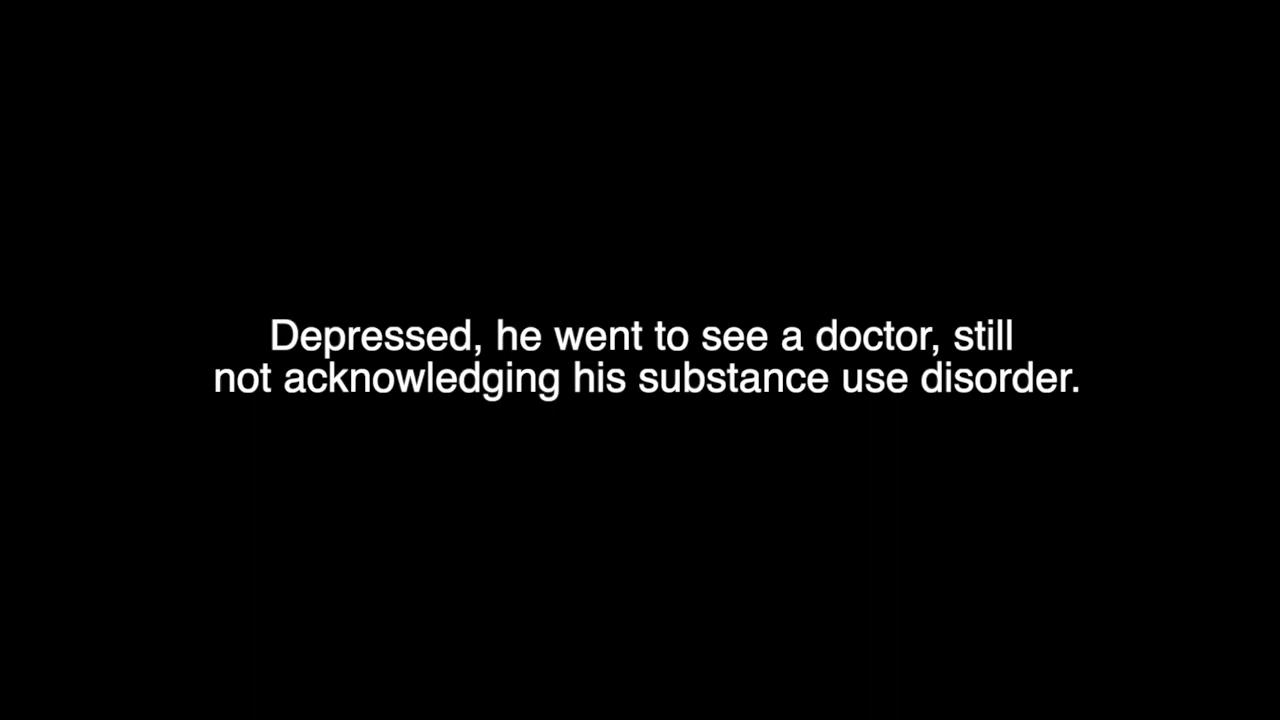 Depressed, he went to see a doctor, still
not acknowledging his substance use disorder.